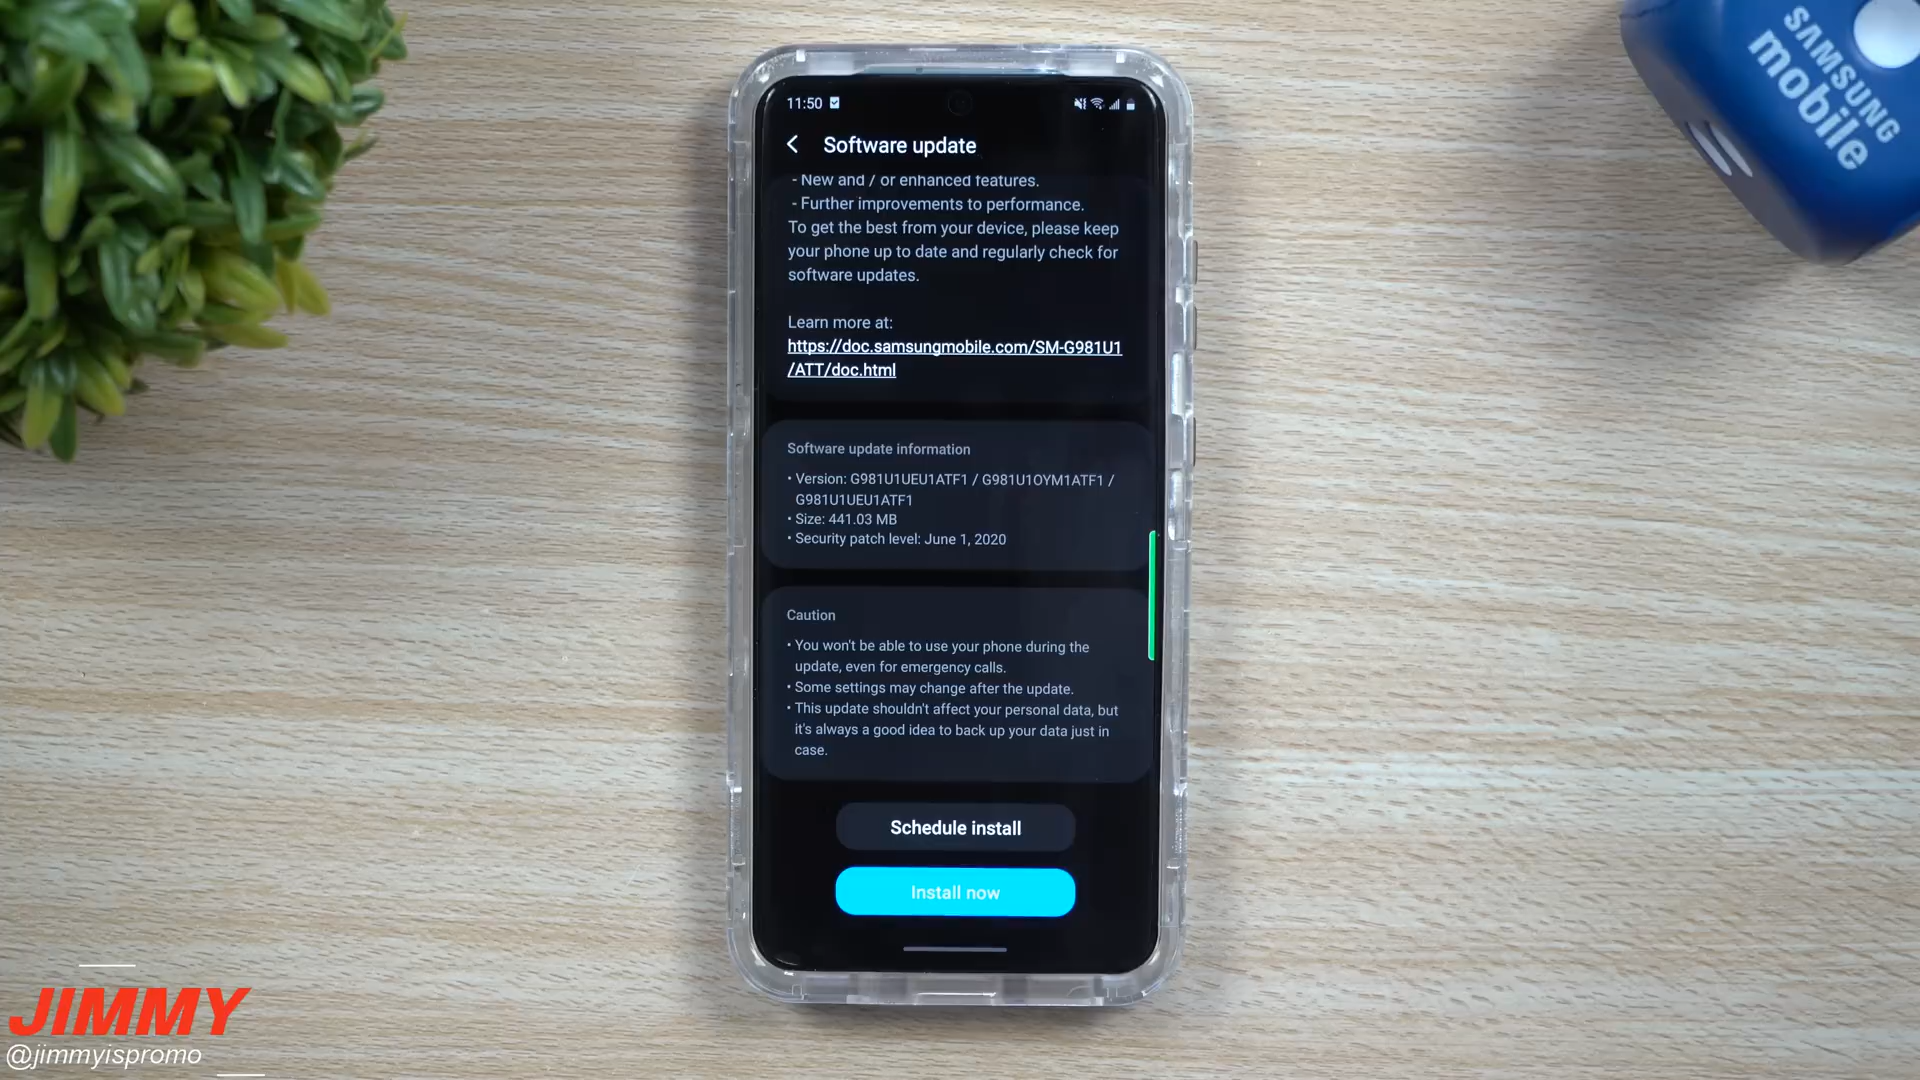 SAMSUNG
mobile
11:50
Software update
- New and / or enhanced features.
- Further improvements to performance.
To get the best from your device, please keep
your phone up to date and regularly check for
software updates.
Learn more at:
https://doc.samsungmobile.com/SM-G981U1
/ATT/doc.html
Software update information
• Version: G981U1UEU1ATF1 / G981U1OYM1ATF1 /
G981U1UEU1ATF1
• Size: 441.03 MB
• Security patch level: June 1, 2020
Caution
• You won't be able to use your phone during the
update, even for emergency calls.
• Some settings may change after the update.
• This update shouldn't affect your personal data, but
it's always a good idea to back up your data just in
case.
Schedule install
Install now
JIMMY
@jimmyispromo